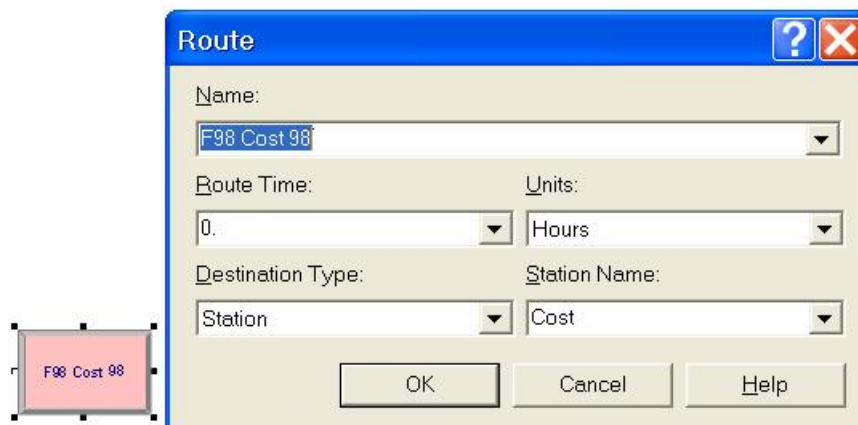 Route
Name:
F98 Cost 98
Route Time:
Units:
0.
Hours
Destination Type:
Station Name:
Station
Cost
F98 Cost 98
OK
Cancel
Help